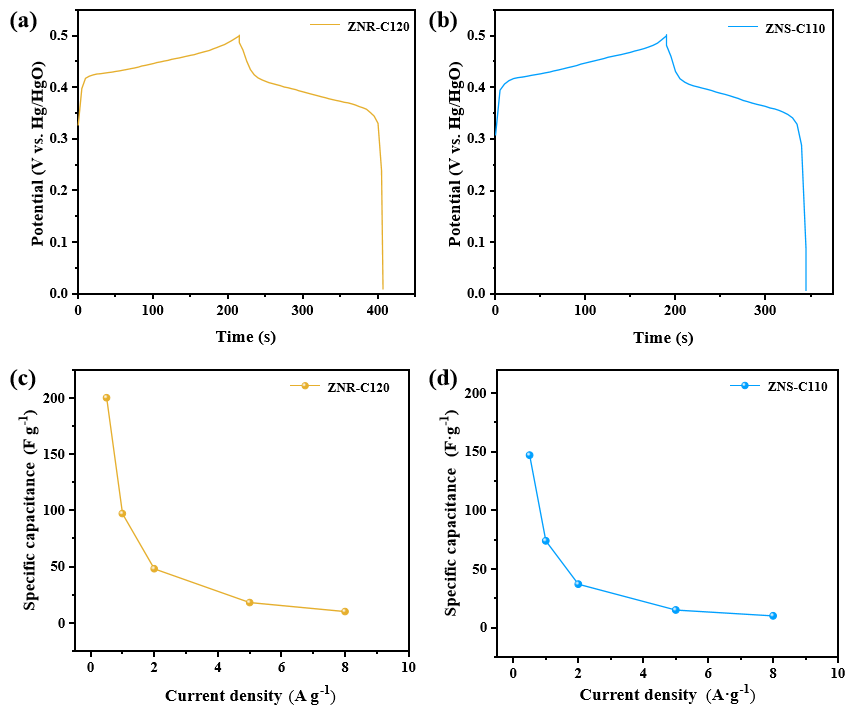 (a)
ZNR-C120
0.5
0.4
0.3
0.2
0.1
0.0
Potential (V vs. Hg/HgO)
0
100
200
300
400
Time (s)
(b)
ZNS-C110
0.5
0.4
0.3
0.2
0.1
0.0
Potential (V vs. Hg/HgO)
0
100
200
300
Time (s)
(c)
ZNR-C120
200
150
100
50
0
Specific capacitance (F g⁻¹)
0
2
4
6
8
10
Current density (A g⁻¹)
(d)
ZNS-C110
200
150
100
50
0
Specific capacitance (F·g⁻¹)
0
2
4
6
8
10
Current density (A·g⁻¹)